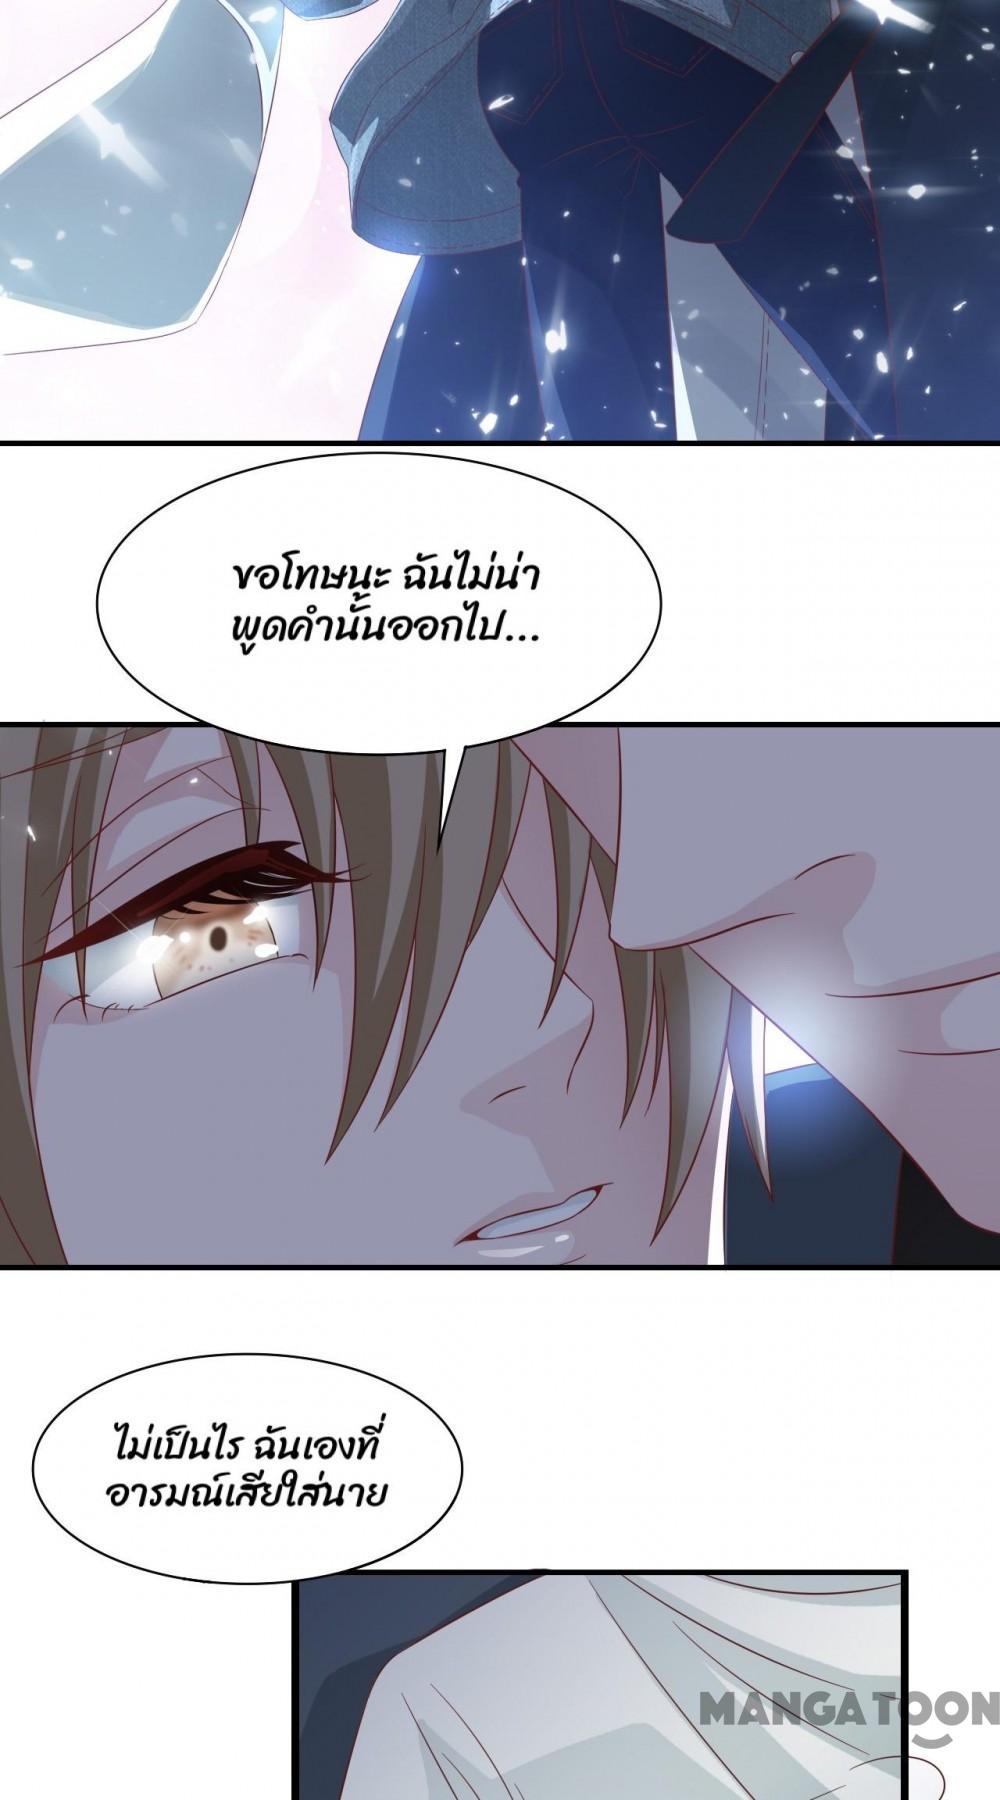 ขอโทษนะ ฉันไม่น่า
พูดคำนั้นออกไป...
ไม่เป็นไร ฉันเองที่
อารมณ์เสียใส่นาย
MANGATOON